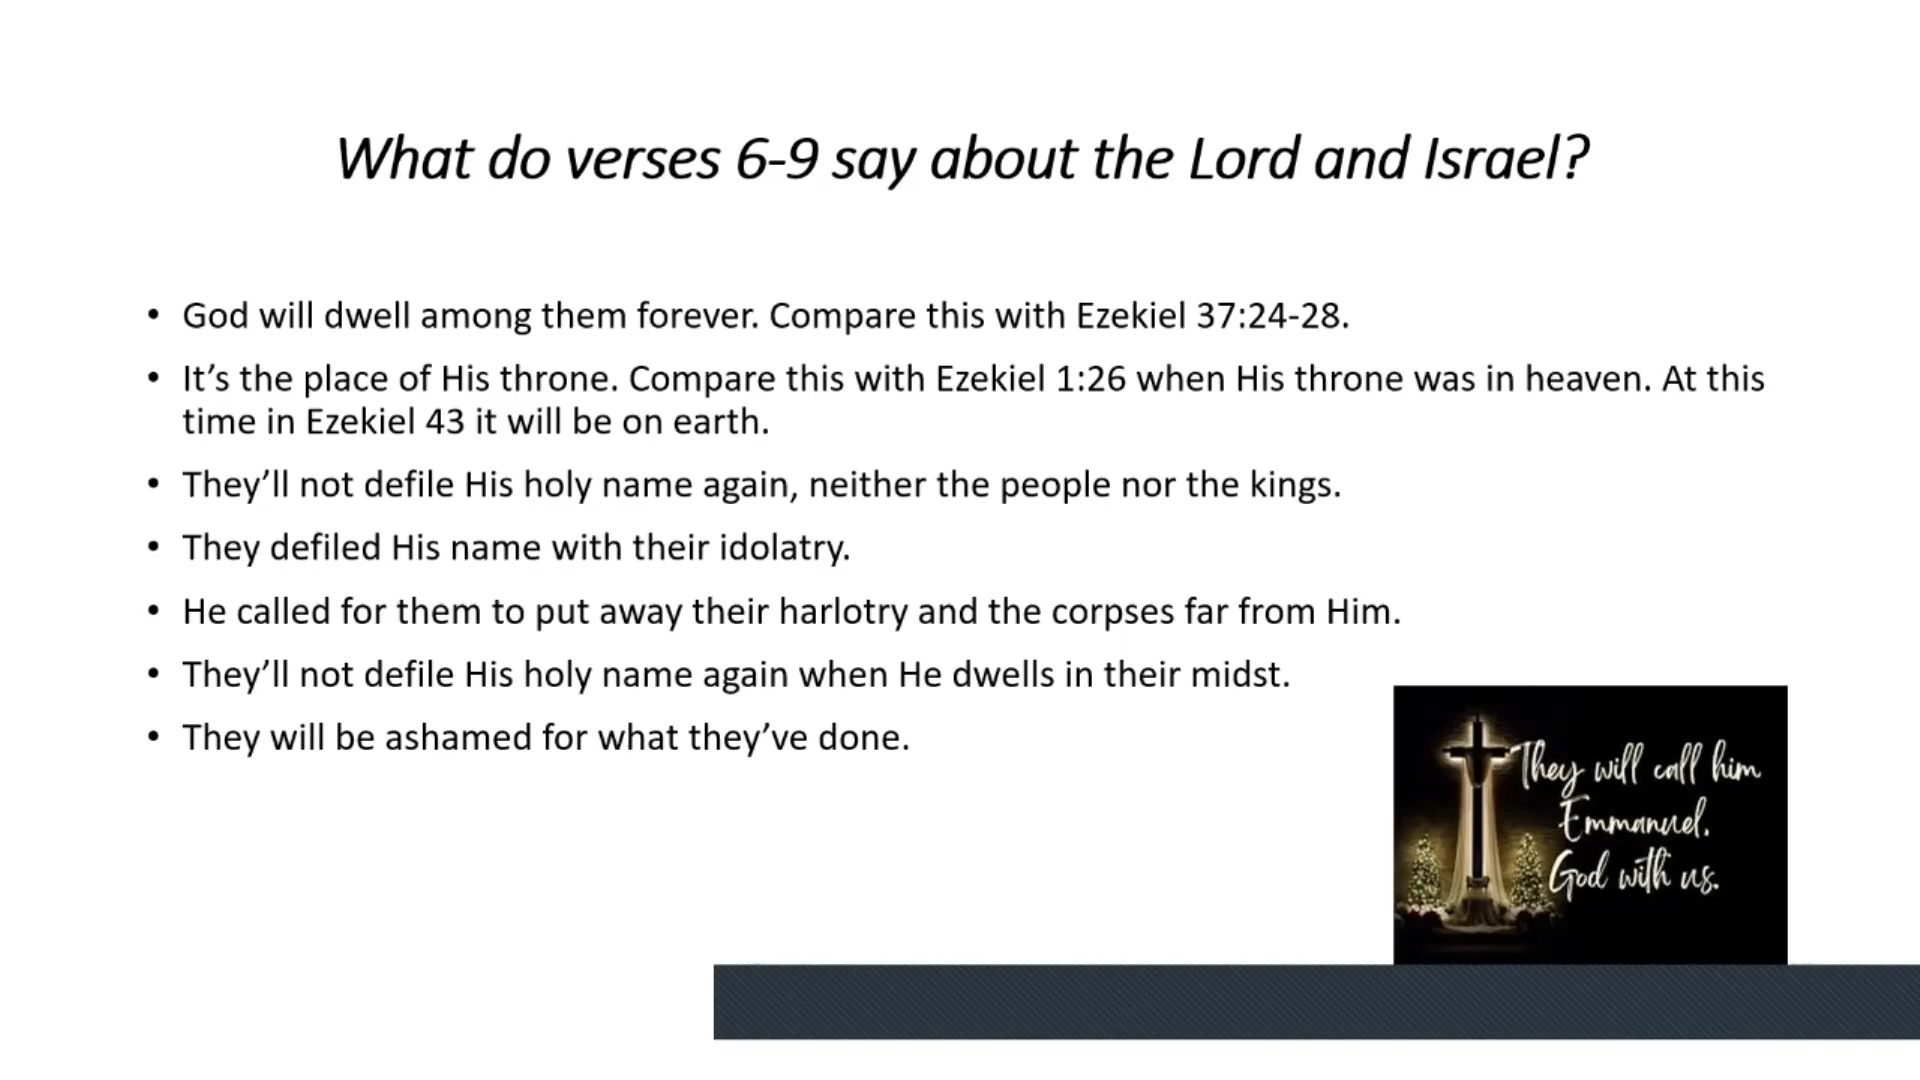 What do verses 6-9 say about the Lord and Israel?
• God will dwell among them forever. Compare this with Ezekiel 37:24-28.
• It’s the place of His throne. Compare this with Ezekiel 1:26 when His throne was in heaven. At this
time in Ezekiel 43 it will be on earth.
• They’ll not defile His holy name again, neither the people nor the kings.
• They defiled His name with their idolatry.
• He called for them to put away their harlotry and the corpses far from Him.
• They’ll not defile His holy name again when He dwells in their midst.
• They will be ashamed for what they’ve done.
They will call him
Emmanuel.
God with us.